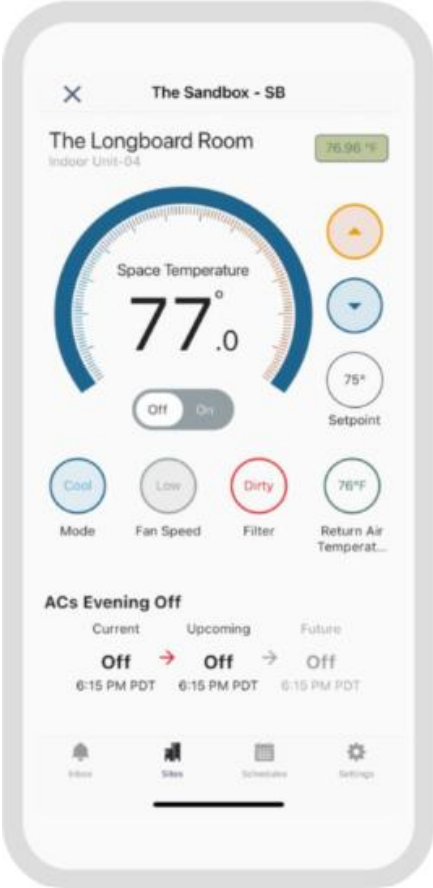 The Sandbox - SB
The Longboard Room
Indoor Unit-04
76.96 °F
Space Temperature
77°.0
Off On
75°
Setpoint
Cool Low Dirty 76°F
Mode Fan Speed Filter Return Air
Temperat...
ACs Evening Off
Current Upcoming Future
Off → Off → Off
6:15 PM PDT 6:15 PM PDT 6:15 PM PDT
Inbox Sites Schedules Settings